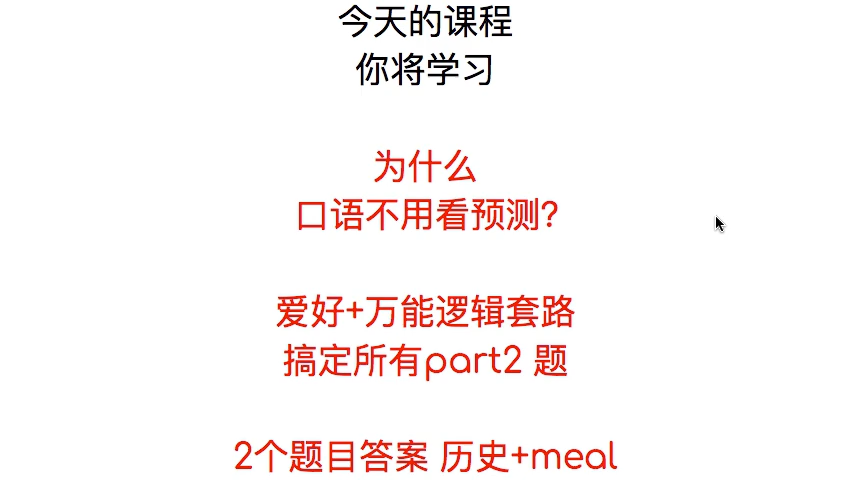 今天的课程
你将学习
为什么
口语不用看预测?
爱好+万能逻辑套路
搞定所有part2 题
2个题目答案 历史+meal